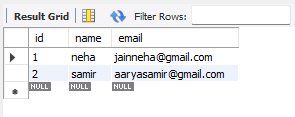 Result Grid Filter Rows:
id name email
1 neha jainneha@gmail.com
2 samir aaryasamir@gmail.com
NULL NULL NULL